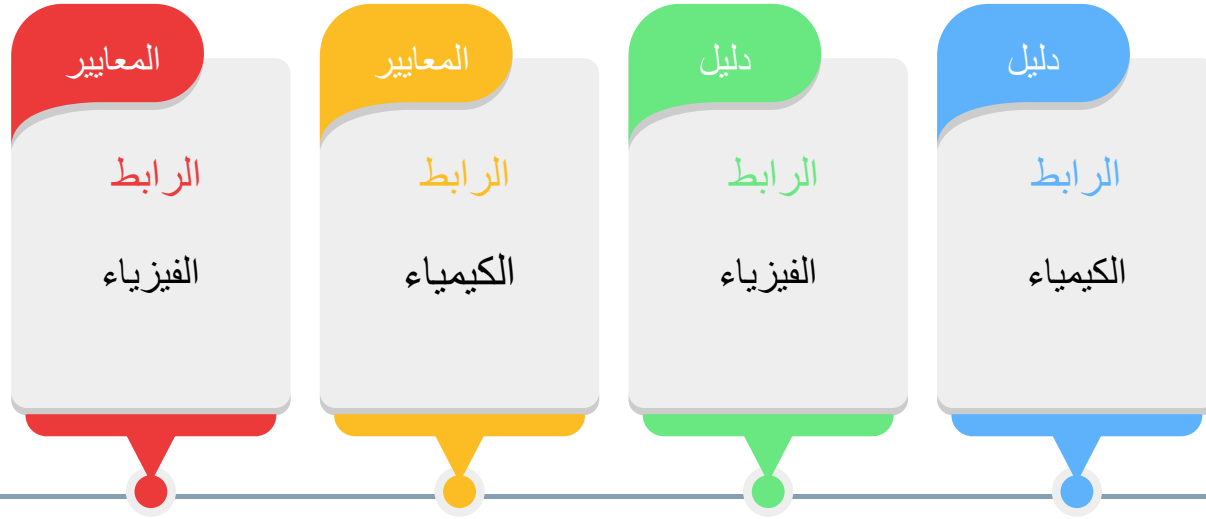 دليل
الرابط
الكيمياء
دليل
الرابط
الفيزياء
المعايير
الرابط
الكيمياء
المعايير
الرابط
الفيزياء